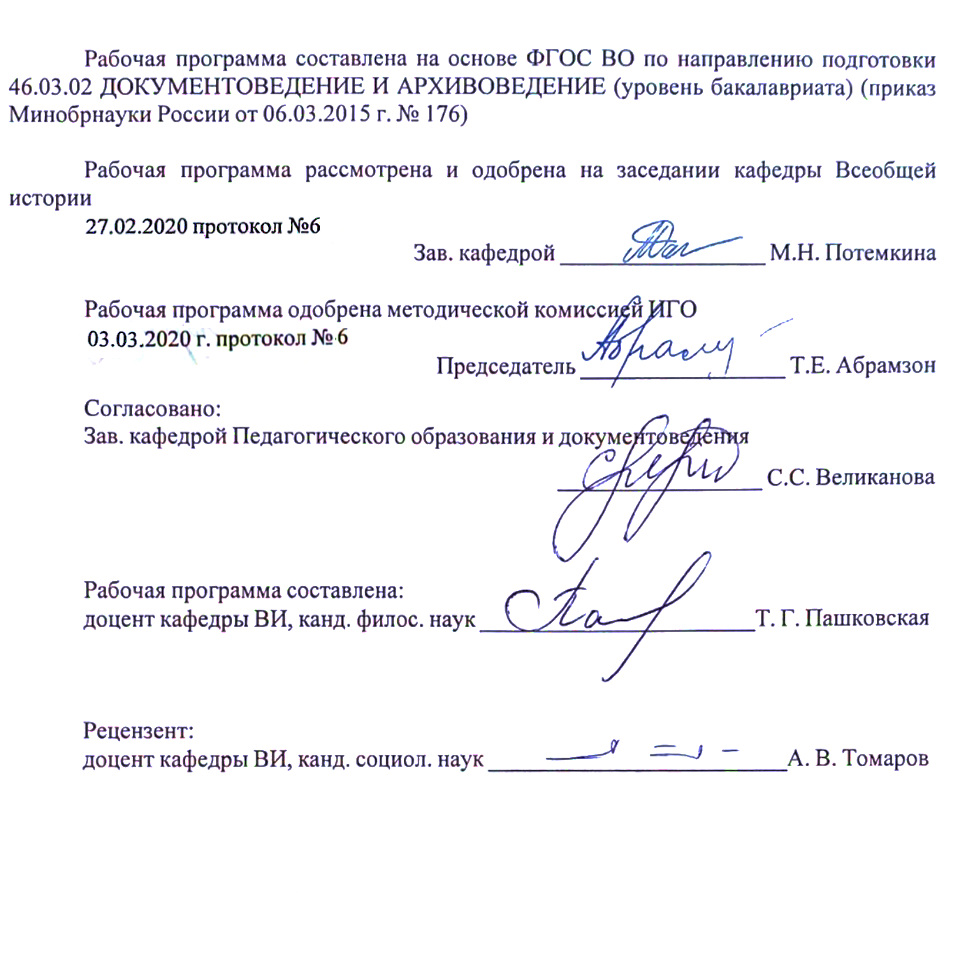 Рабочая программа составлена на основе ФГОС ВО по направлению подготовки
46.03.02 ДОКУМЕНТОВЕДЕНИЕ И АРХИВОВЕДЕНИЕ (уровень бакалавриата) (приказ
Минобрнауки России от 06.03.2015 г. № 176)
Рабочая программа рассмотрена и одобрена на заседании кафедры Всеобщей
истории
27.02.2020 протокол №6
Зав. кафедрой М.Н. Потемкина
Рабочая программа одобрена методической комиссией ИГО
03.03.2020 г. протокол № 6
Председатель Т.Е. Абрамзон
Согласовано:
Зав. кафедрой Педагогического образования и документоведения
С.С. Великанова
Рабочая программа составлена:
доцент кафедры ВИ, канд. филос. наук Т. Г. Пашковская
Рецензент:
доцент кафедры ВИ, канд. социол. наук А. В. Томаров